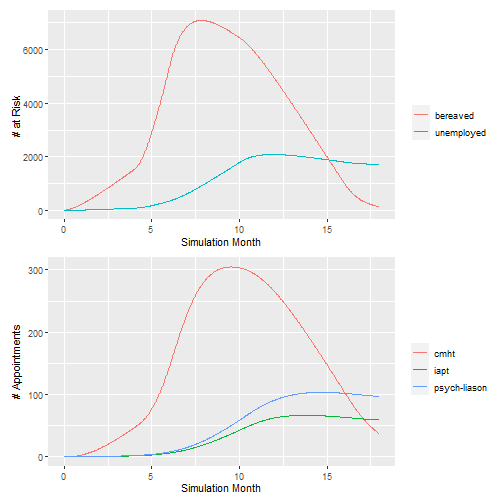 # at Risk
6000
4000
2000
0
0 5 10 15
Simulation Month
bereaved
unemployed
# Appointments
300
200
100
0
0 5 10 15
Simulation Month
cmht
iapt
psych-liason